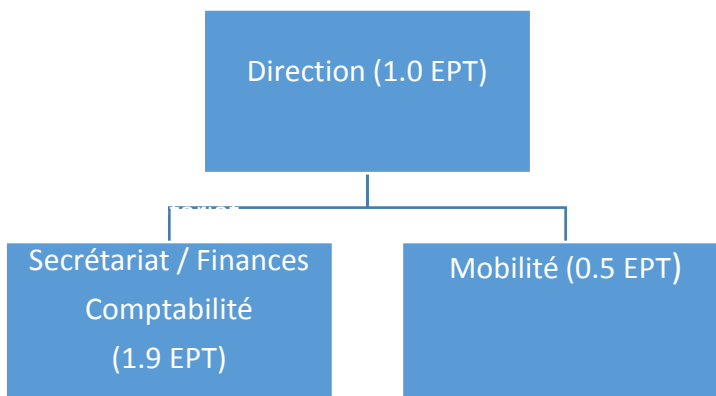 Direction (1.0 EPT)
Secrétariat / Finances
Comptabilité
(1.9 EPT)
Mobilité (0.5 EPT)